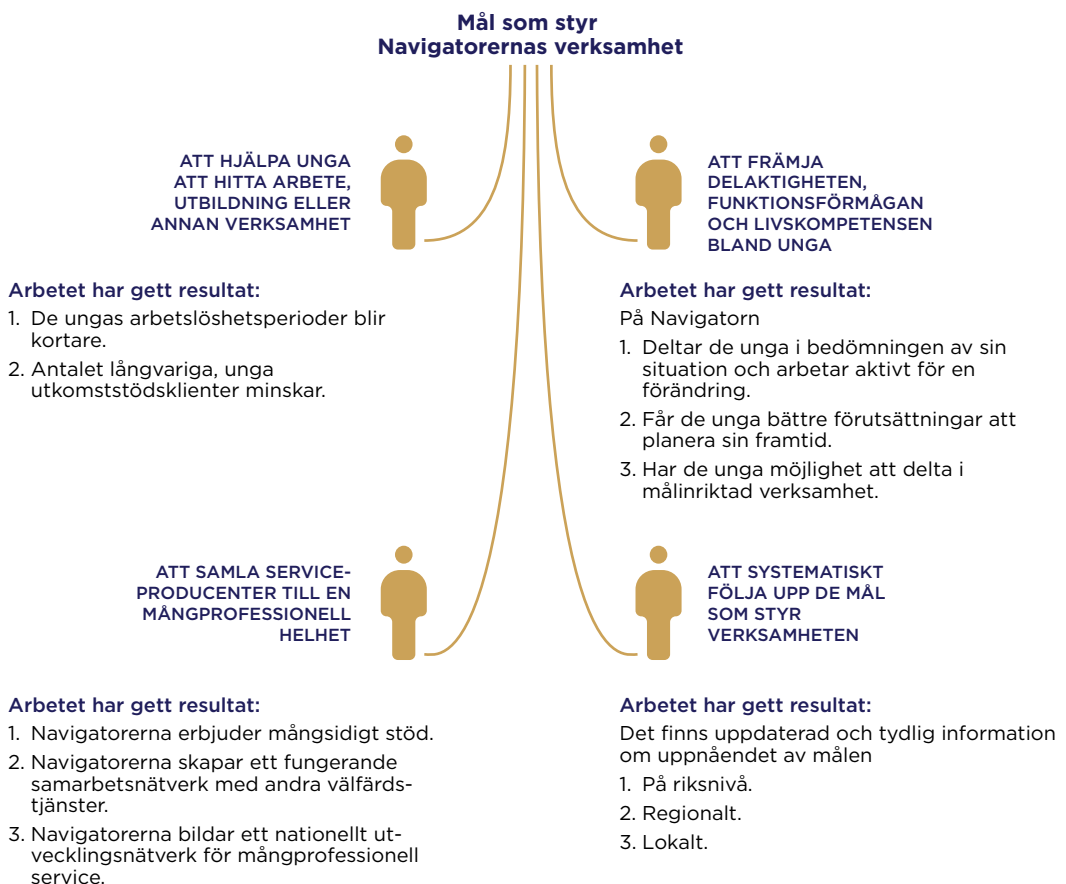 Mål som styr
Navigatorernas verksamhet
ATT HJÄLPA UNGA
ATT HITTA ARBETE,
UTBILDNING ELLER
ANNAN VERKSAMHET
Arbetet har gett resultat:
1. De ungas arbetslöshetsperioder blir
kortare.
2. Antalet långvariga, unga
utkomststödsklienter minskar.
ATT FRÄMJA
DELAKTIGHETEN,
FUNKTIONSFÖRMÅGAN
OCH LIVSKOMPETENSEN
BLAND UNGA
Arbetet har gett resultat:
På Navigatorn
1. Deltar de unga i bedömningen av sin
situation och arbetar aktivt för en
förändring.
2. Får de unga bättre förutsättningar att
planera sin framtid.
3. Har de unga möjlighet att delta i
målinriktad verksamhet.
ATT SAMLA SERVICE-
PRODUCENTER TILL EN
MÅNGPROFESSIONELL
HELHET
Arbetet har gett resultat:
1. Navigatorerna erbjuder mångsidigt stöd.
2. Navigatorerna skapar ett fungerande
samarbetsnätverk med andra välfärds-
tjänster.
3. Navigatorerna bildar ett nationellt ut-
vecklingsnätverk för mångprofessionell
service.
ATT SYSTEMATISKT
FÖLJA UPP DE MÅL
SOM STYR
VERKSAMHETEN
Arbetet har gett resultat:
Det finns uppdaterad och tydlig information
om uppnåendet av målen
1. På riksnivå.
2. Regionalt.
3. Lokalt.